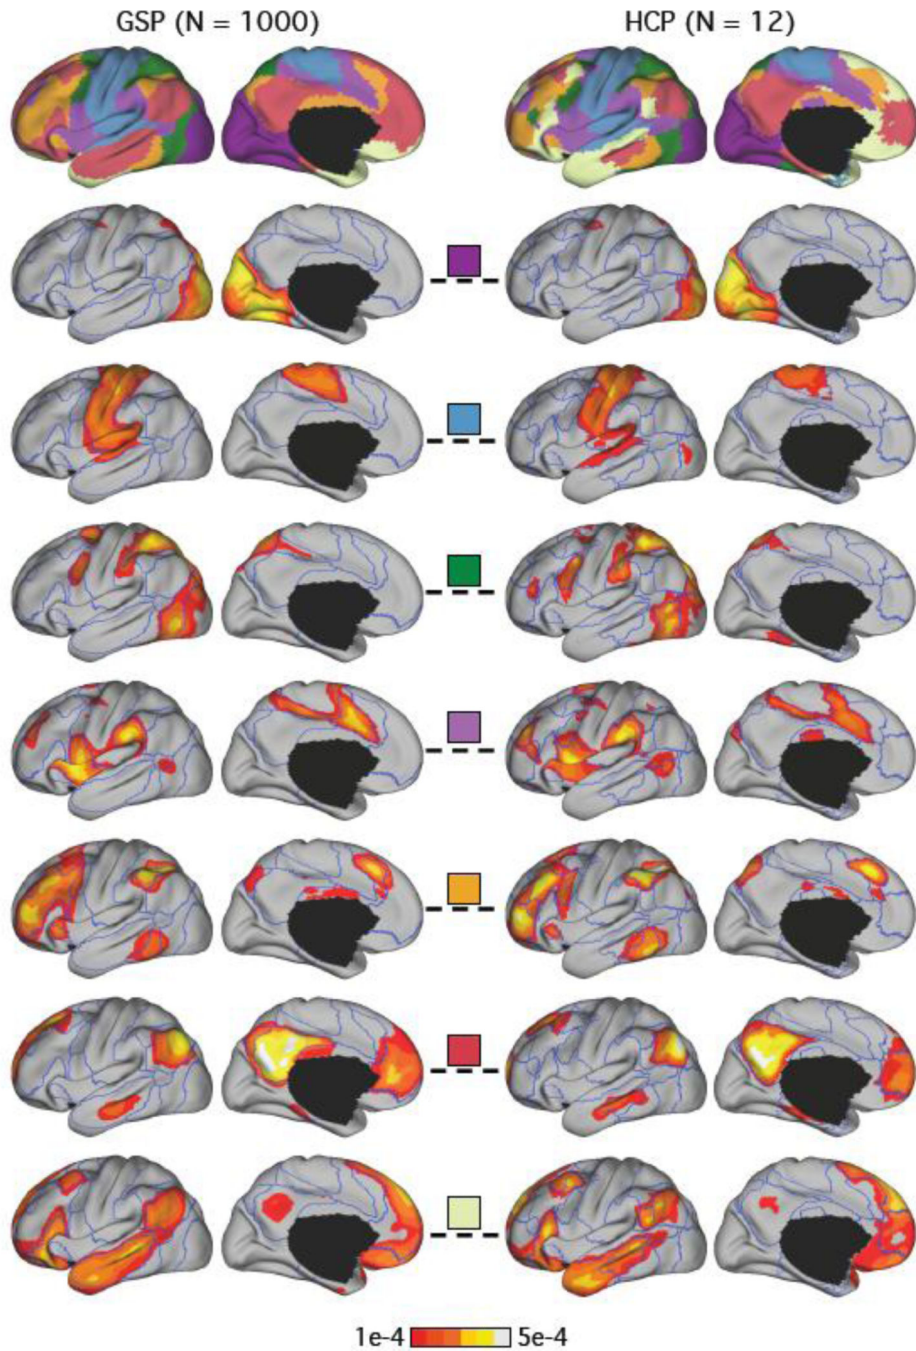 GSP (N = 1000)
HCP (N = 12)
1e-4 5e-4